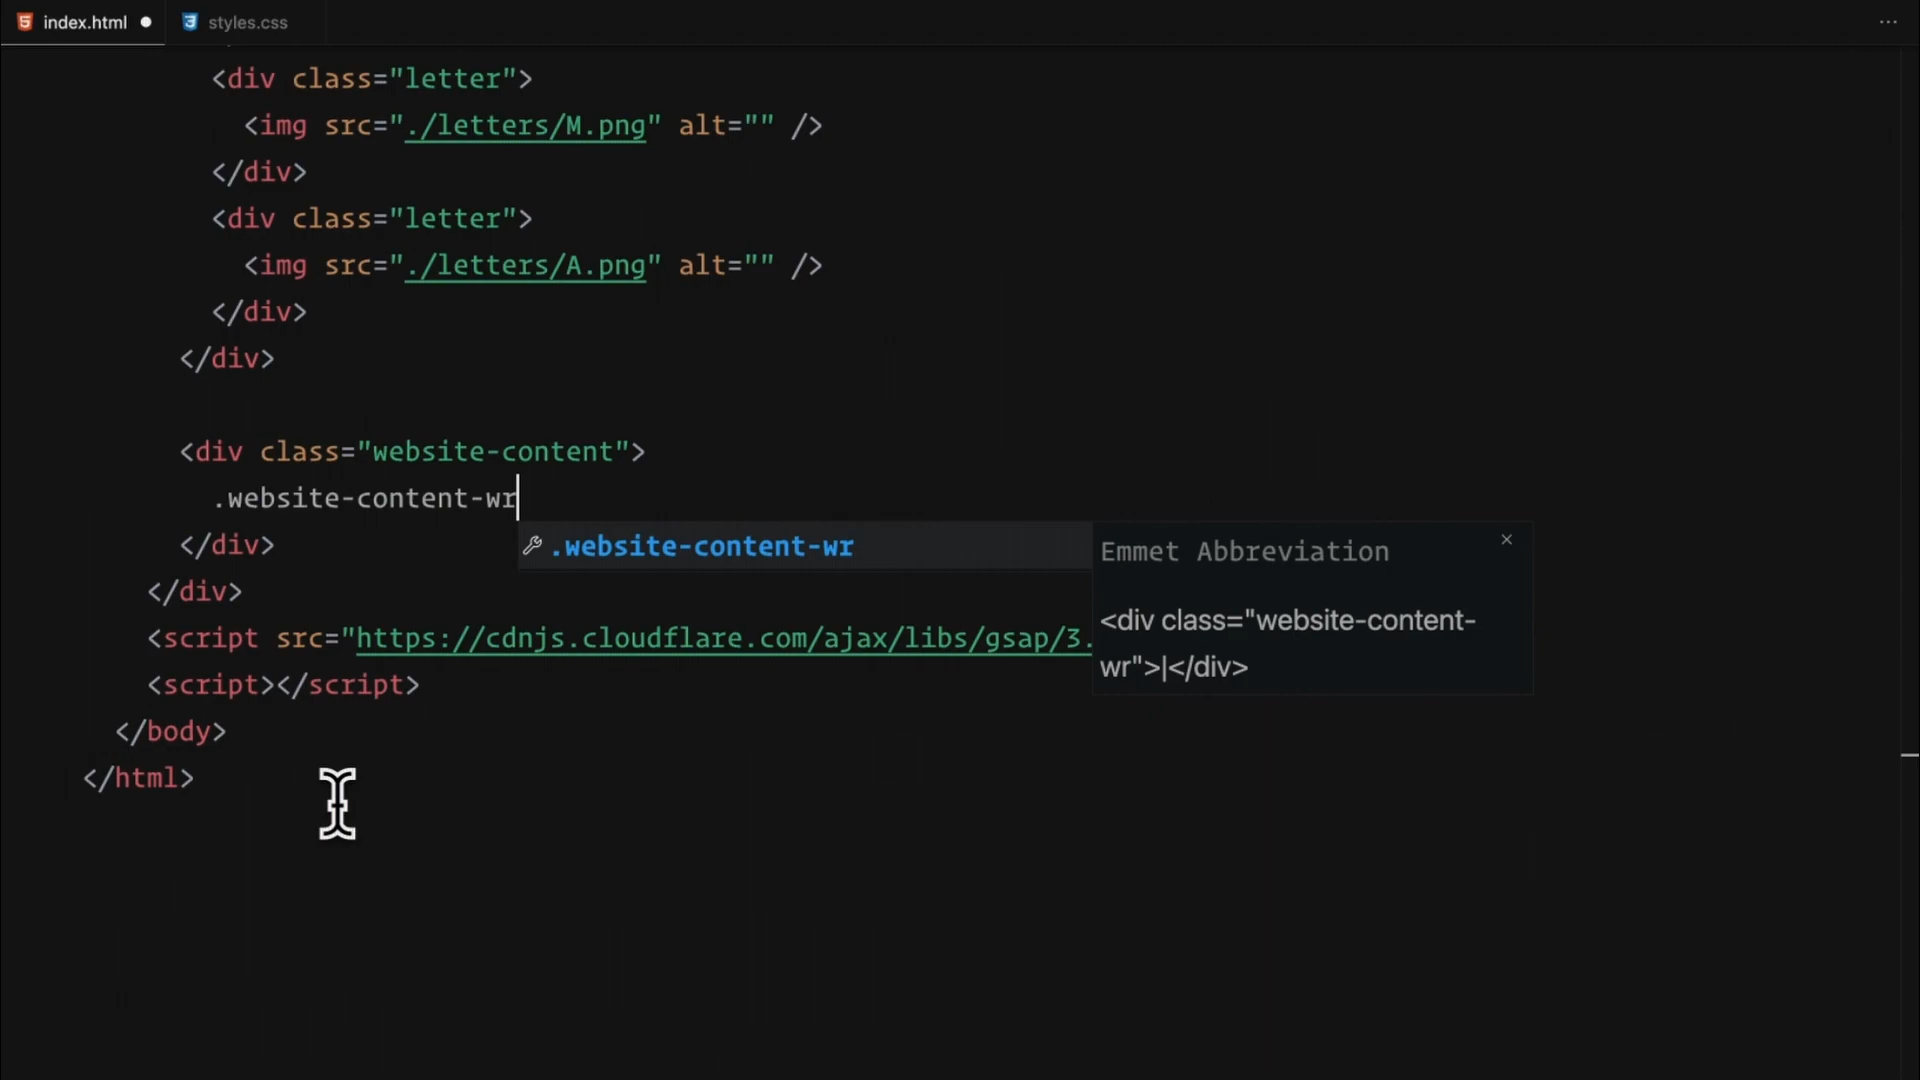 index.html
styles.css
<div class="letter">
<img src="./letters/M.png" alt="" />
</div>
<div class="letter">
<img src="./letters/A.png" alt="" />
</div>
</div>
<div class="website-content">
.website-content-wr
.website-content-wr
Emmet Abbreviation
<div class="website-content-
wr">|</div>
</div>
</div>
<script src="https://cdnjs.cloudflare.com/ajax/libs/gsap/3.
<script></script>
</body>
</html>